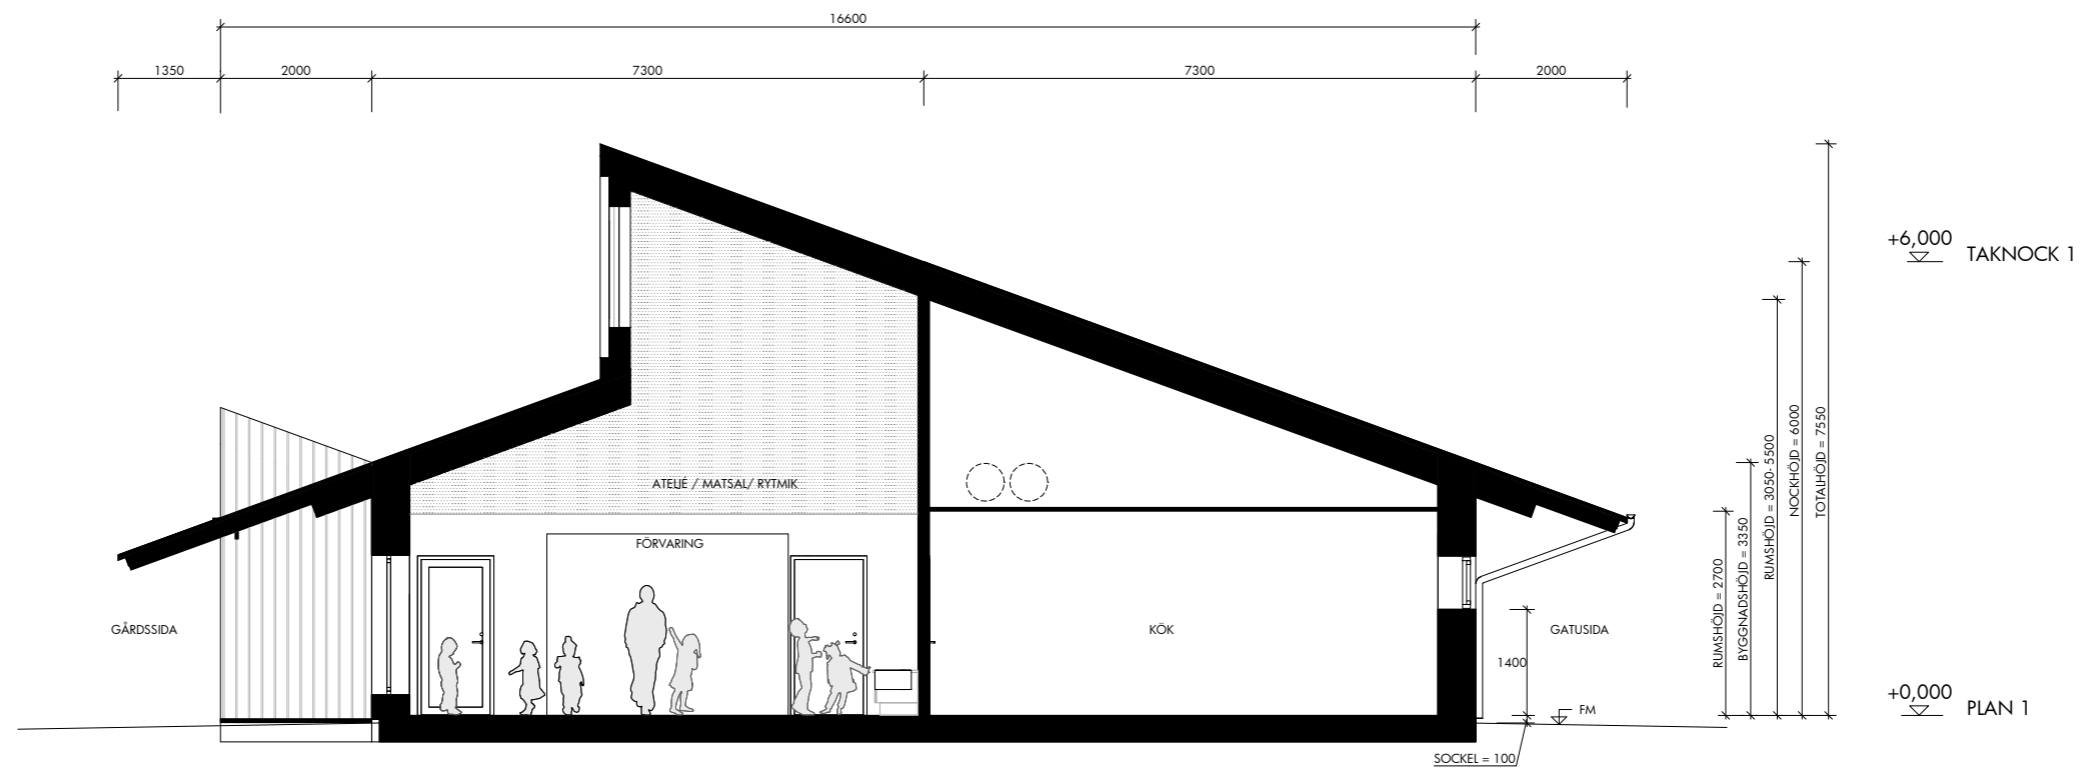 16600
1350
2000
7300
7300
2000
+6,000
TAKNOCK 1
ATELJÉ / MATSAL/ RYTMIK
FÖRVARING
GÅRDSSIDA
KÖK
GATUSIDA
1400
RUMSHÖJD = 2700
BYGGNADSHÖJD = 3350
RUMSHÖJD = 3050- 5500
NOCKHÖJD = 6000
TOTALHÖJD = 7550
+0,000
PLAN 1
FM
SOCKEL = 100